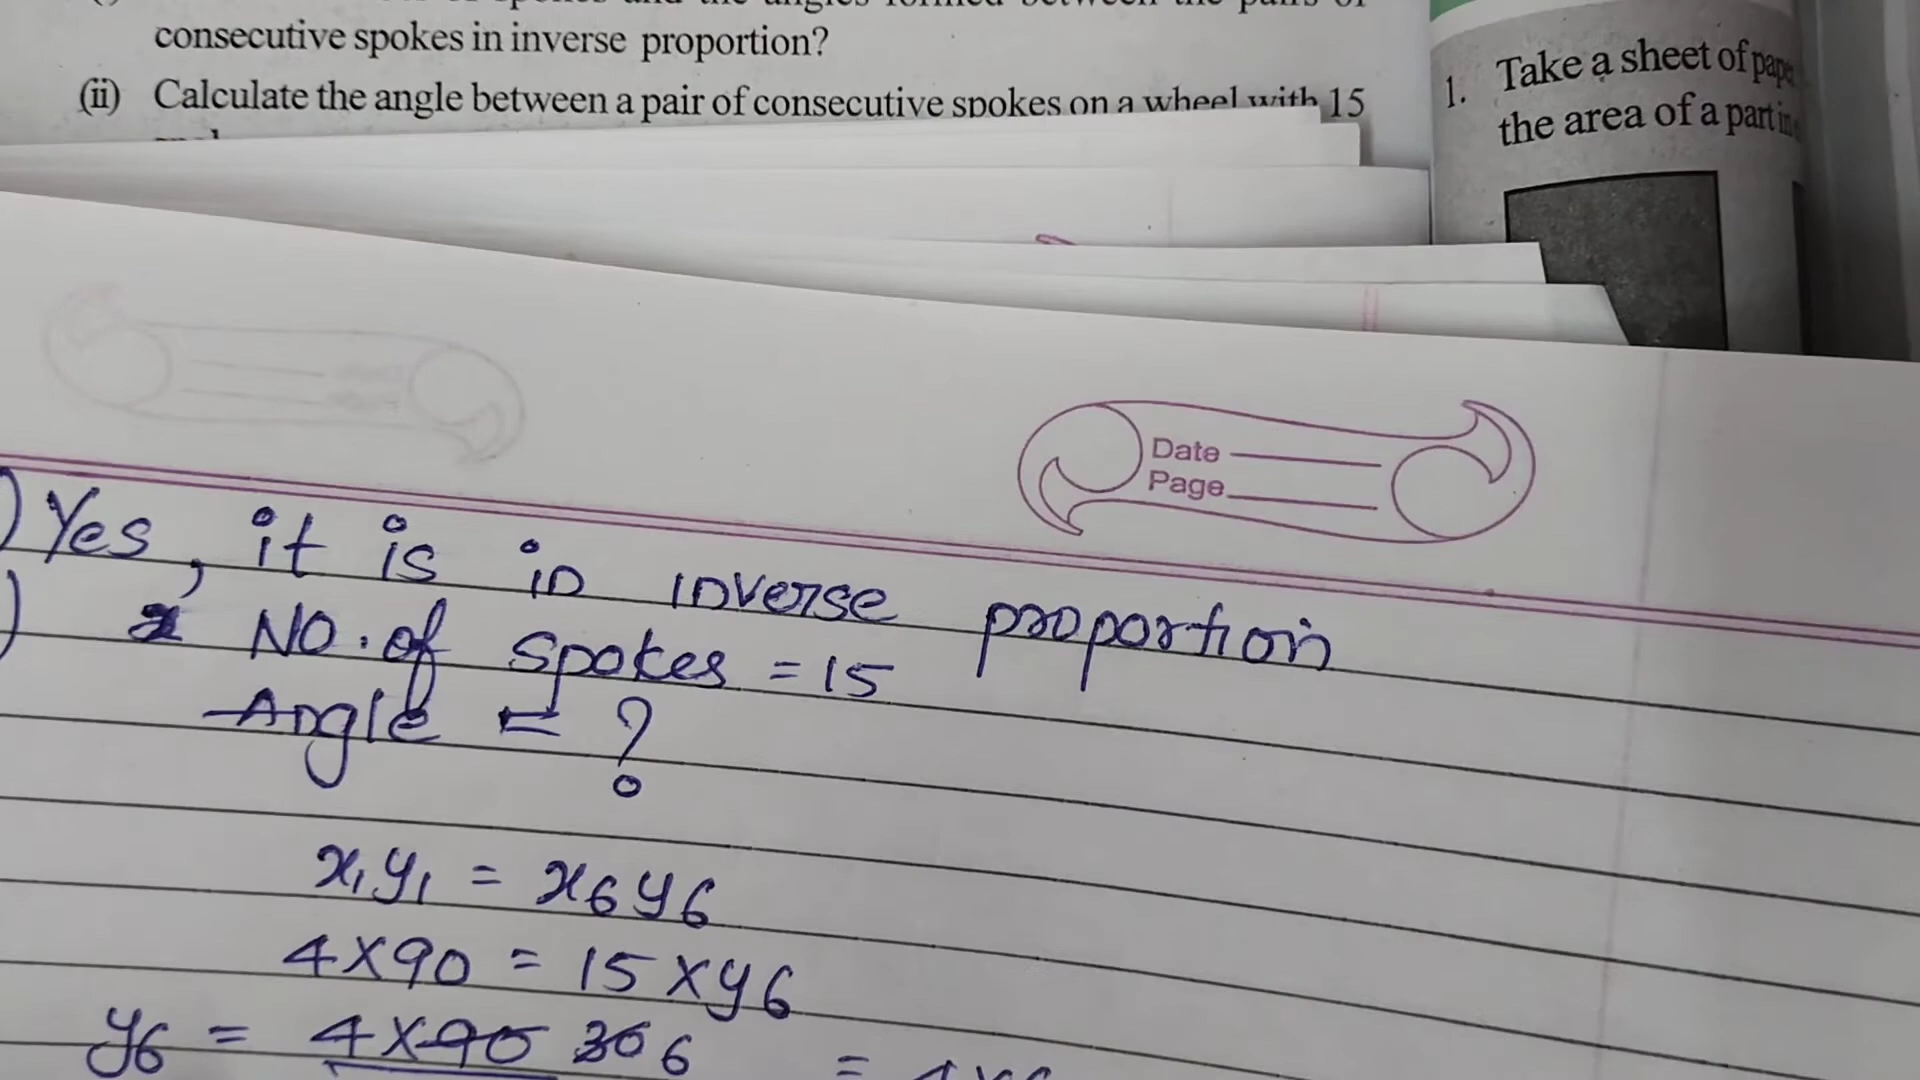 consecutive spokes in inverse proportion?
(ii) Calculate the angle between a pair of consecutive spokes on a wheel with 15
1. Take a sheet of
the area of a part
Date
Page
) Yes, it is in inverse proportion
) No. of spokes = 15
Angle = ?
x₁y₁ = x₆y₆
4×90 = 15×y₆
y₆ = 4×90 30 6 =